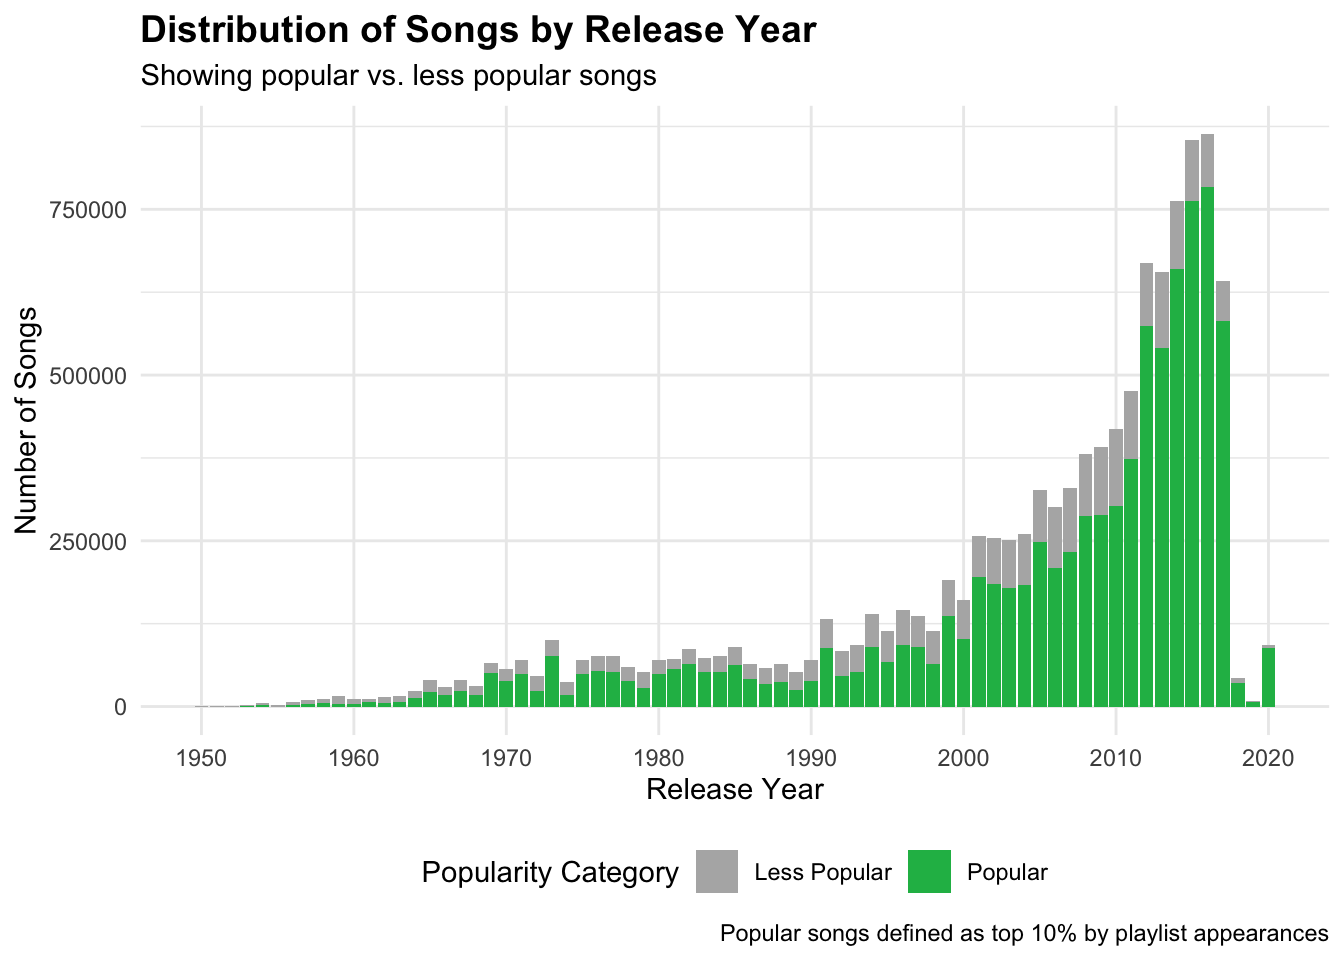 Distribution of Songs by Release Year
Showing popular vs. less popular songs
Number of Songs
750000
500000
250000
0
1950 1960 1970 1980 1990 2000 2010 2020
Release Year
Popularity Category Less Popular Popular
Popular songs defined as top 10% by playlist appearances